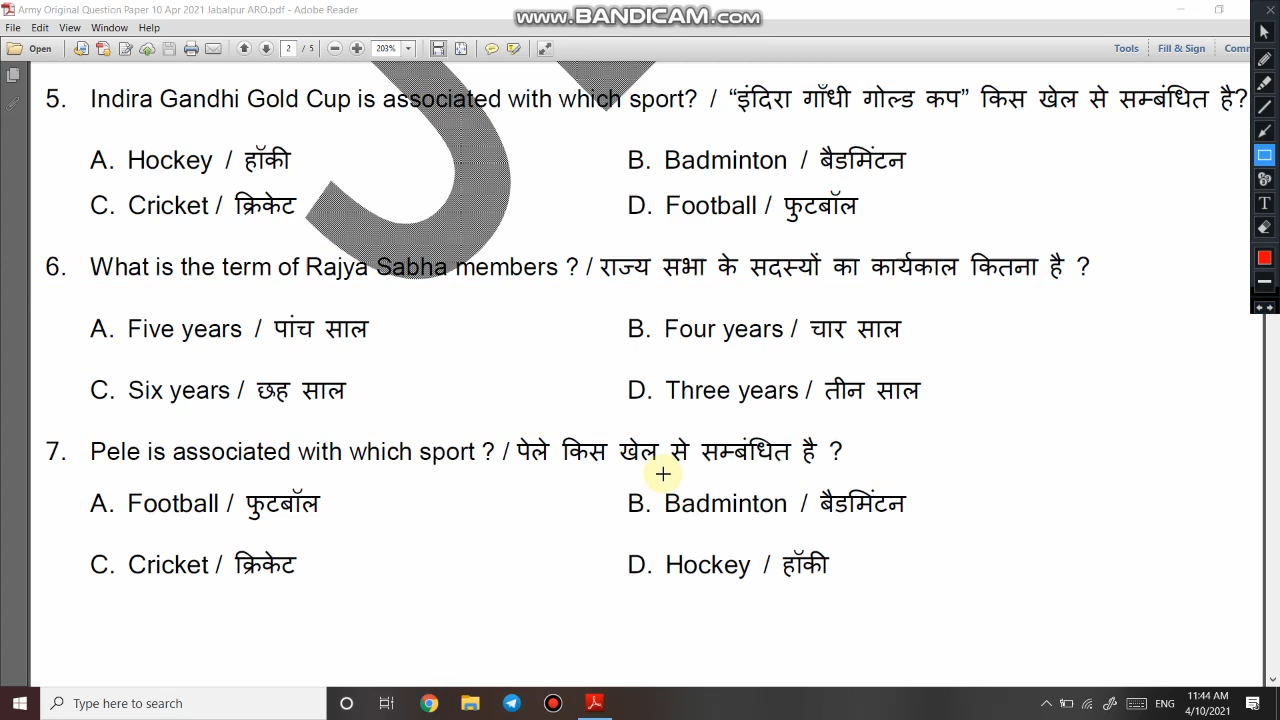 Army Original Question Paper 10 Apr 2021 Jabalpur ARO.pdf - Adobe Reader
www.BANDICAM.com
File Edit View Window Help
Open 2 / 5 203% Tools Fill & Sign Comm
5. Indira Gandhi Gold Cup is associated with which sport? / “इंदिरा गाँधी गोल्ड कप” किस खेल से सम्बंधित है?
A. Hockey / हॉकी B. Badminton / बैडमिंटन
C. Cricket / क्रिकेट D. Football / फुटबॉल
6. What is the term of Rajya Sabha members ? / राज्य सभा के सदस्यों का कार्यकाल कितना है ?
A. Five years / पांच साल B. Four years / चार साल
C. Six years / छह साल D. Three years / तीन साल
7. Pele is associated with which sport ? / पेले किस खेल से सम्बंधित है ?
A. Football / फुटबॉल B. Badminton / बैडमिंटन
C. Cricket / क्रिकेट D. Hockey / हॉकी
Type here to search ENG 11:44 AM
4/10/2021